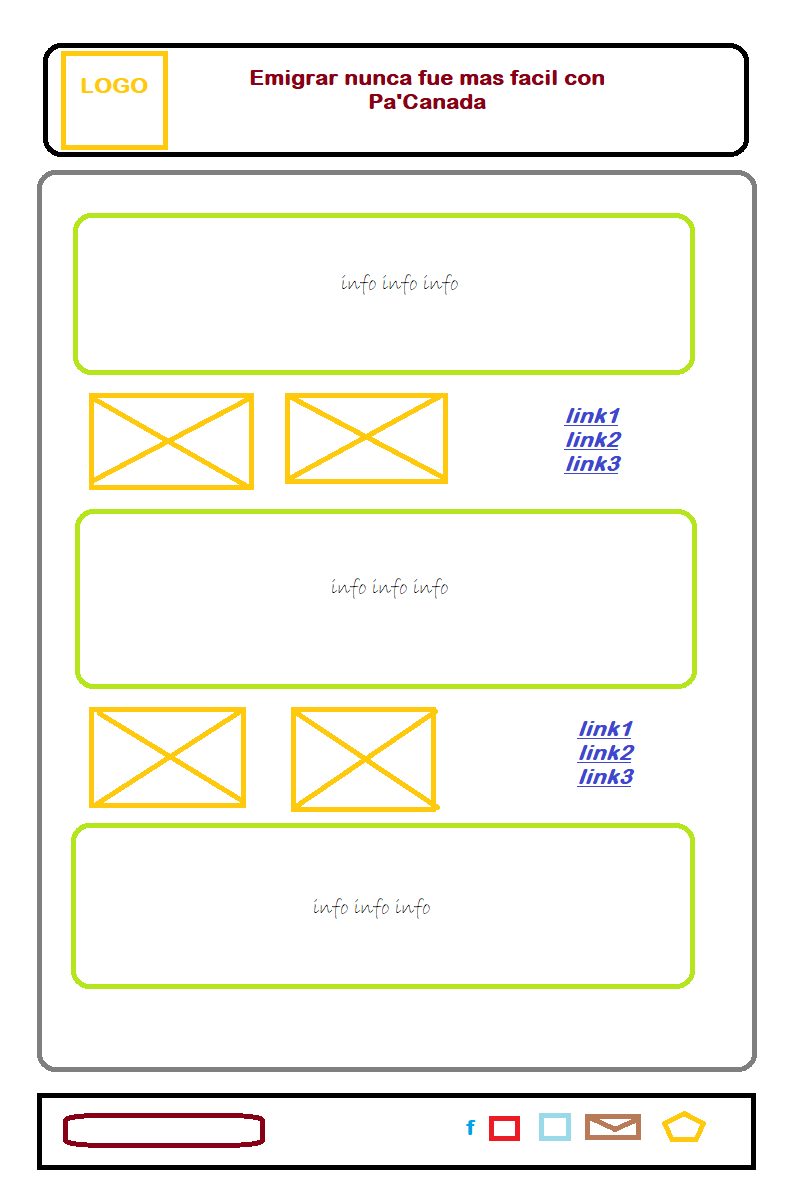 LOGO
Emigrar nunca fue mas facil con
Pa'Canada
info info info
link1
link2
link3
info info info
link1
link2
link3
info info info
f